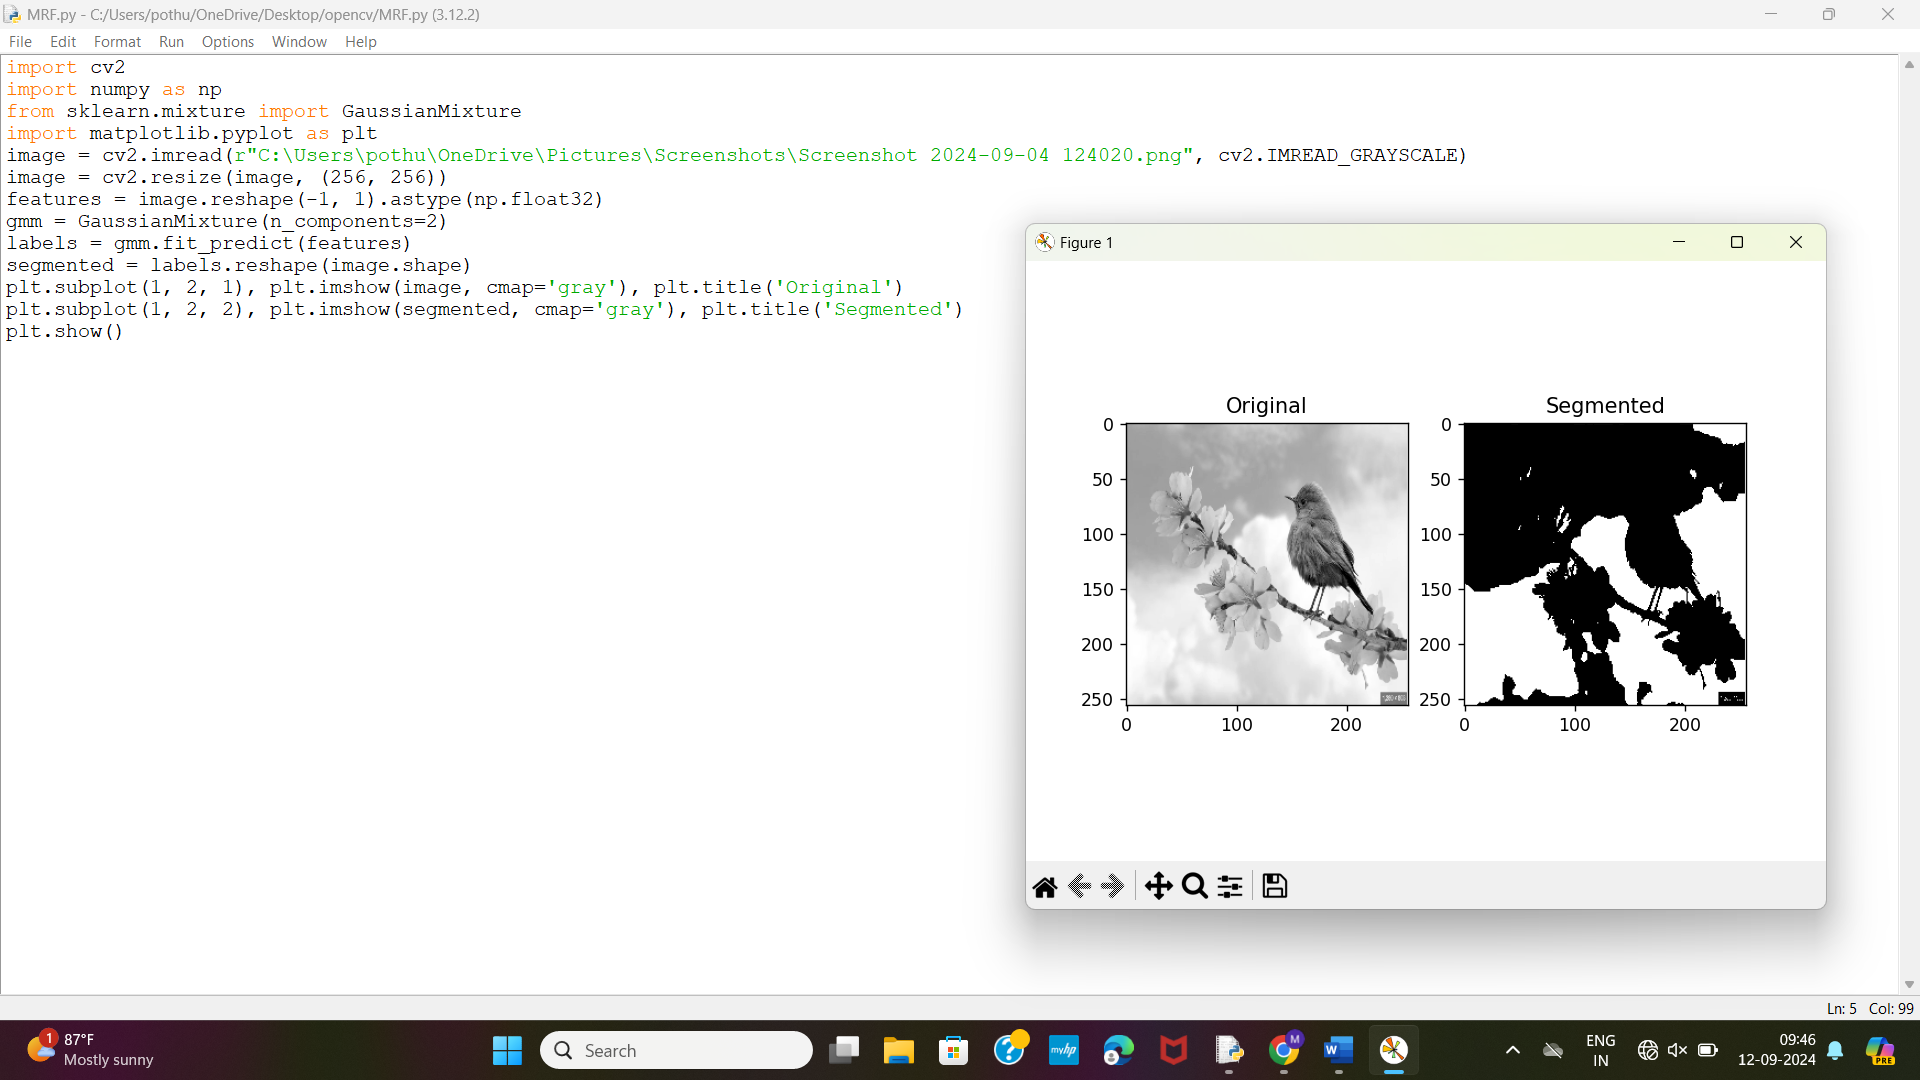 MRF.py - C:/Users/pothu/OneDrive/Desktop/opencv/MRF.py (3.12.2)
File Edit Format Run Options Window Help
import cv2
import numpy as np
from sklearn.mixture import GaussianMixture
import matplotlib.pyplot as plt
image = cv2.imread(r"C:\Users\pothu\OneDrive\Pictures\Screenshots\Screenshot 2024-09-04 124020.png", cv2.IMREAD_GRAYSCALE)
image = cv2.resize(image, (256, 256))
features = image.reshape(-1, 1).astype(np.float32)
gmm = GaussianMixture(n_components=2)
labels = gmm.fit_predict(features)
segmented = labels.reshape(image.shape)
plt.subplot(1, 2, 1), plt.imshow(image, cmap='gray'), plt.title('Original')
plt.subplot(1, 2, 2), plt.imshow(segmented, cmap='gray'), plt.title('Segmented')
plt.show()
Figure 1
Original
0
50
100
150
200
250
0 100 200
Segmented
0
50
100
150
200
250
0 100 200
Ln: 5 Col: 99
1
87°F
Mostly sunny
Search
?
myhp
M
W
ENG
IN
09:46
12-09-2024
PRE